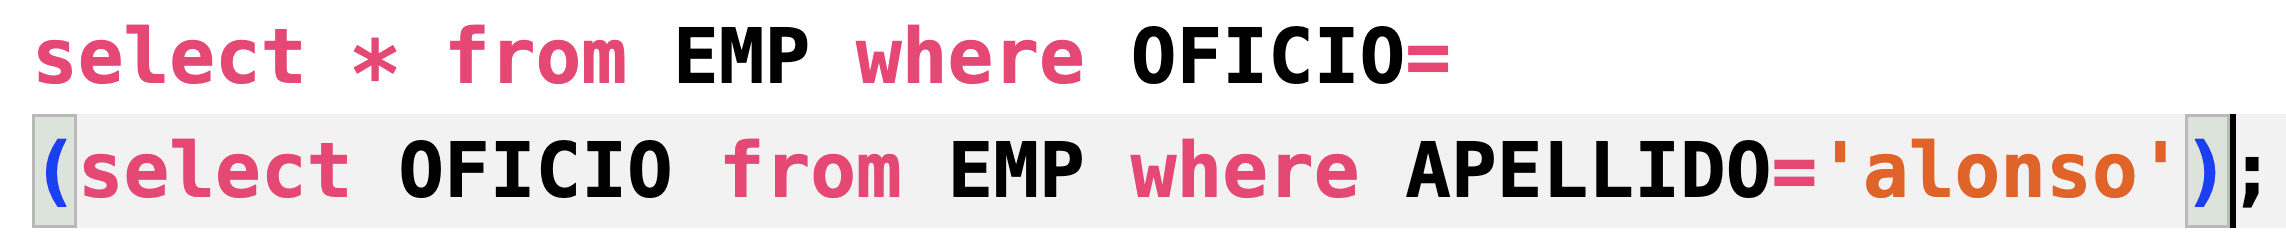 select * from EMP where OFICIO=
(select OFICIO from EMP where APELLIDO='alonso');